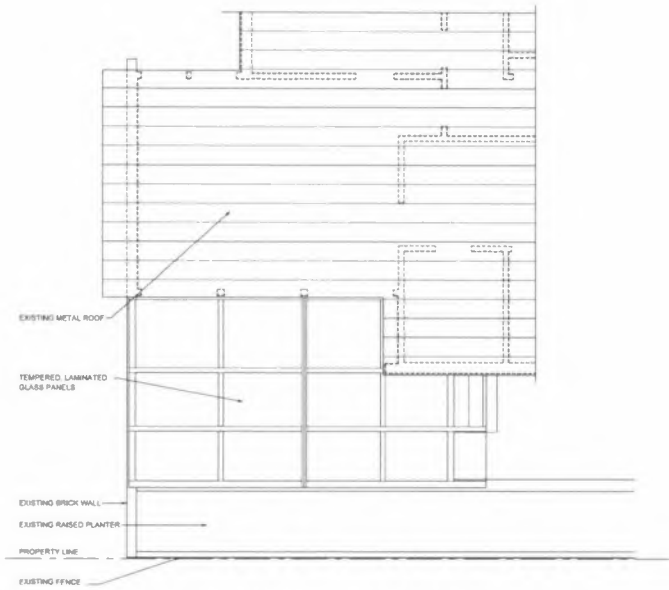 EXISTING METAL ROOF
TEMPERED, LAMINATED
GLASS PANELS
EXISTING BRICK WALL
EXISTING RAISED PLANTER
PROPERTY LINE
EXISTING FENCE